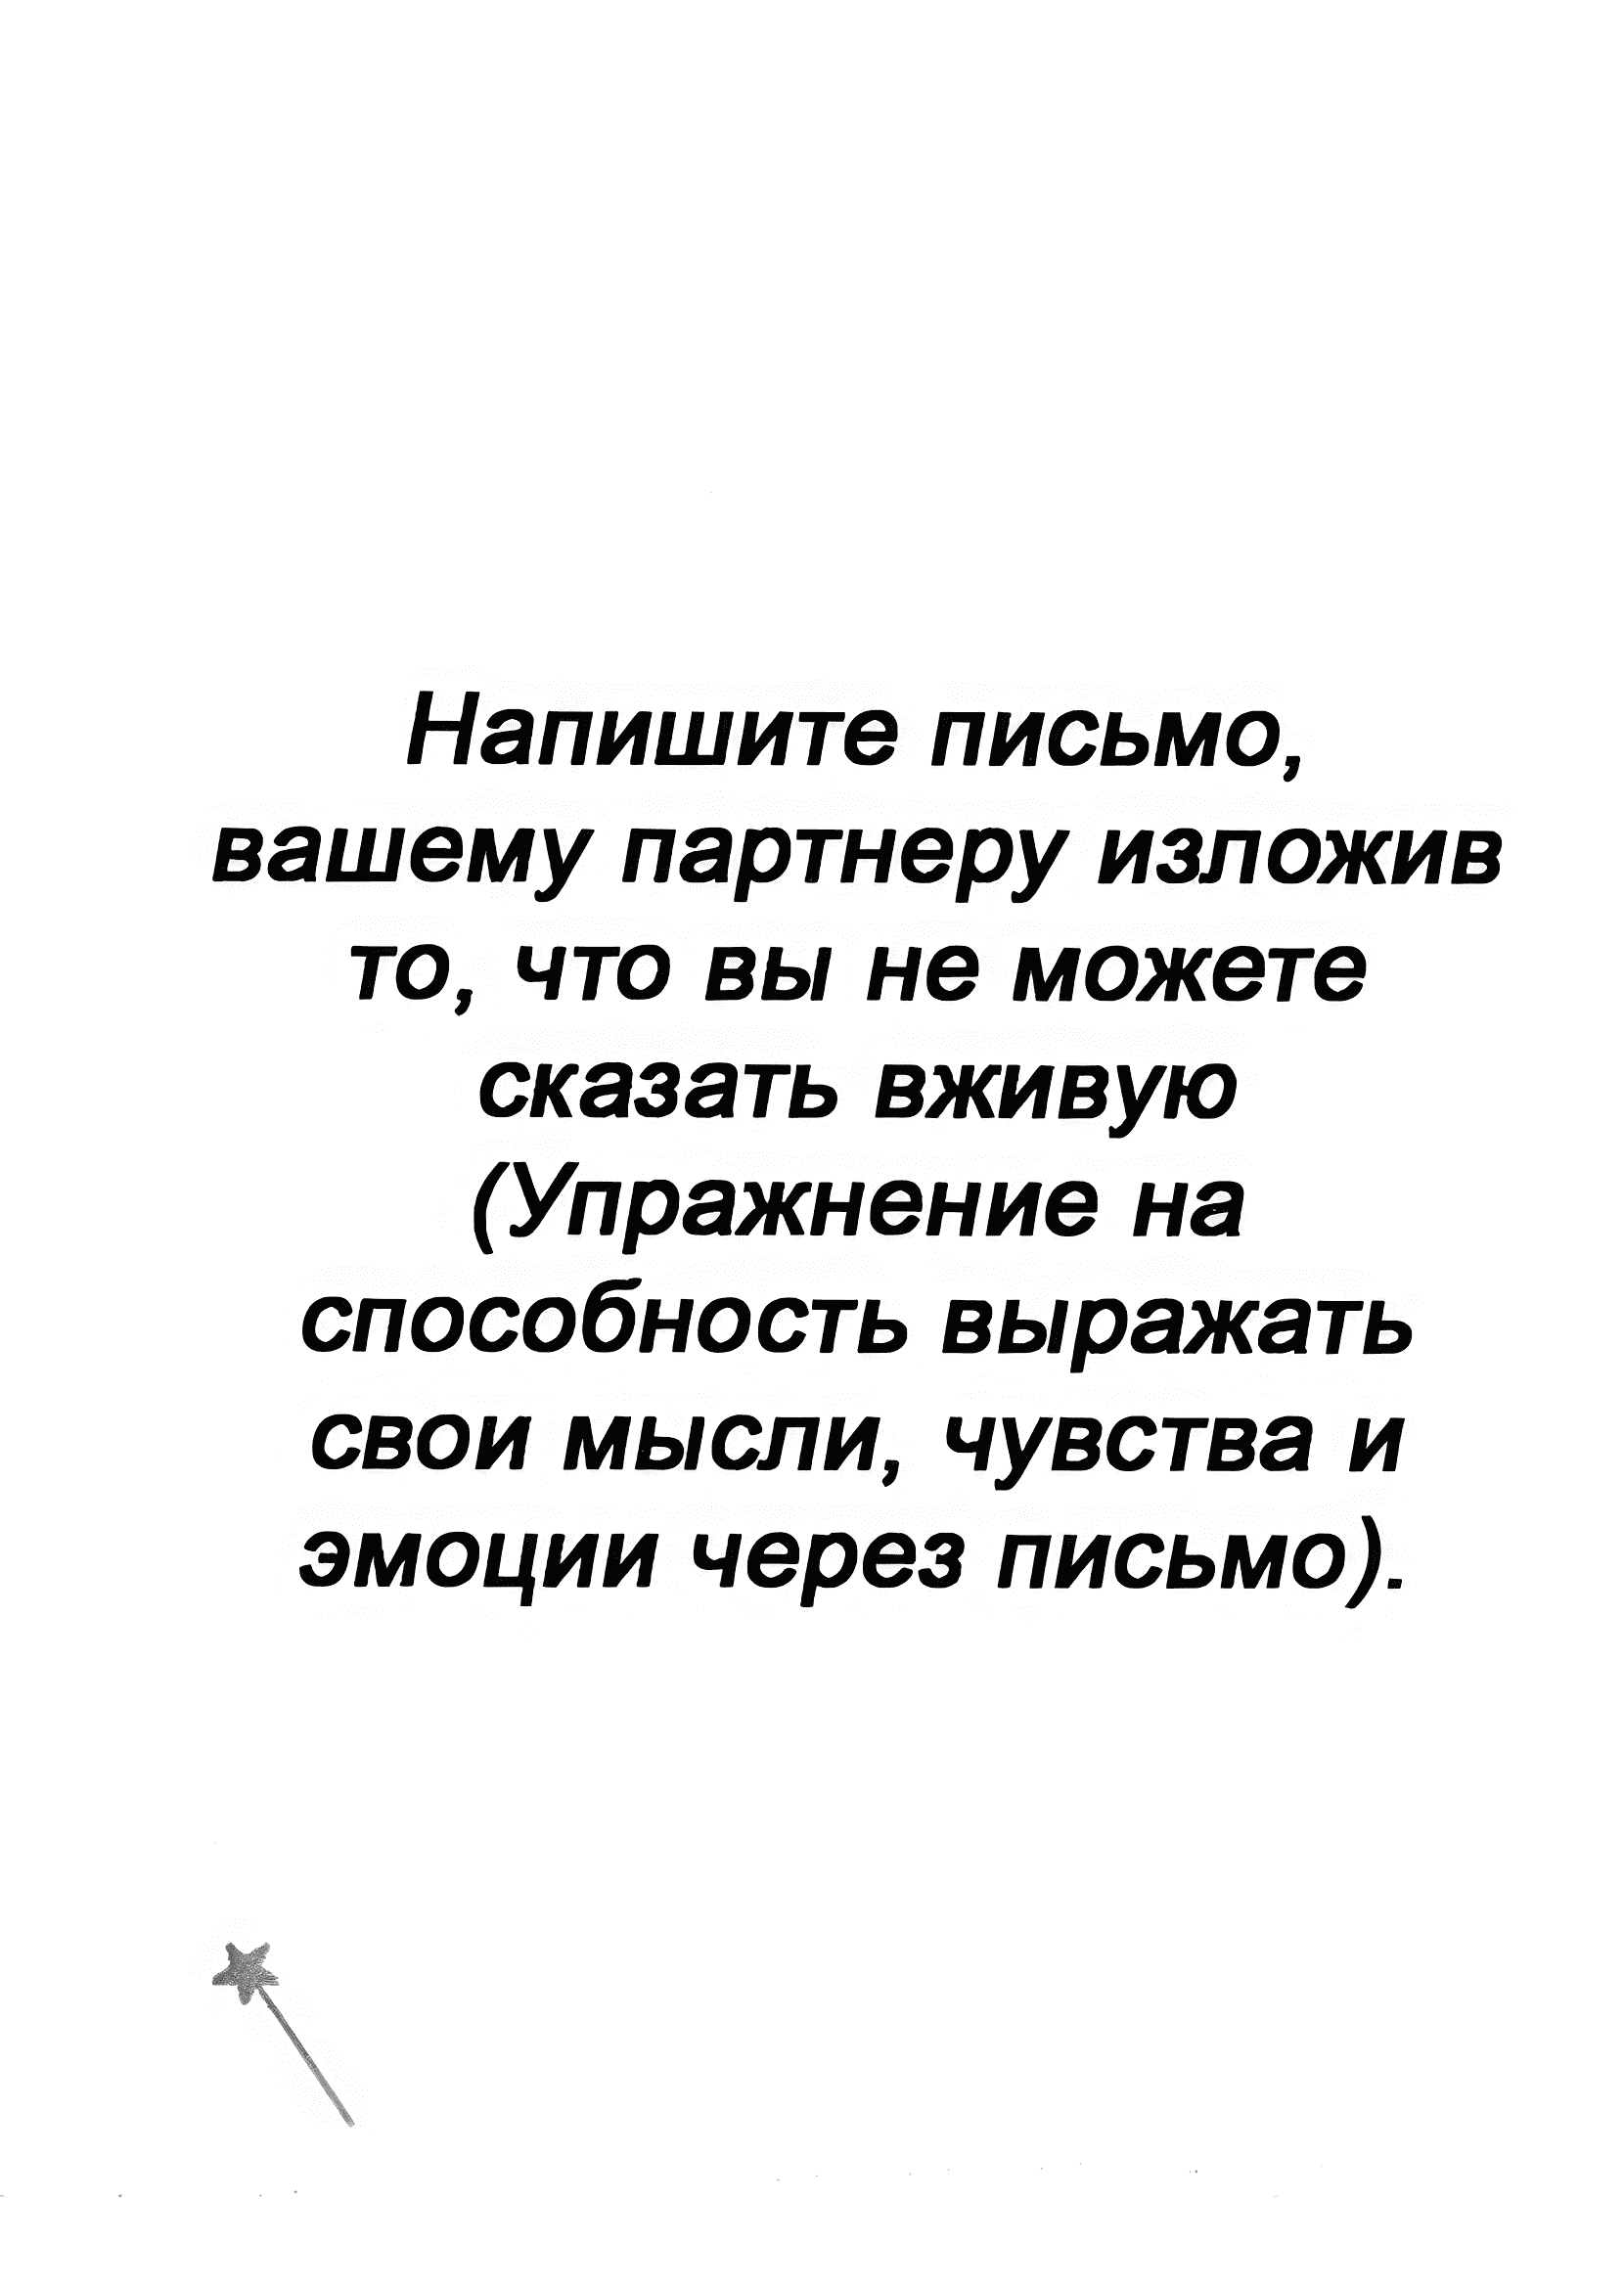 Напишите письмо,
вашему партнеру изложив
то, что вы не можете
сказать вживую
(Упражнение на
способность выражать
свои мысли, чувства и
эмоции через письмо).